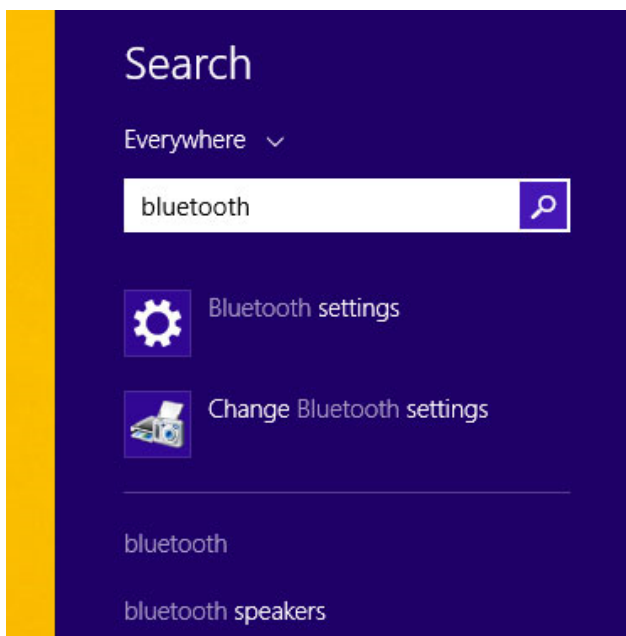 Search
Everywhere
bluetooth
Bluetooth settings
Change Bluetooth settings
bluetooth
bluetooth speakers